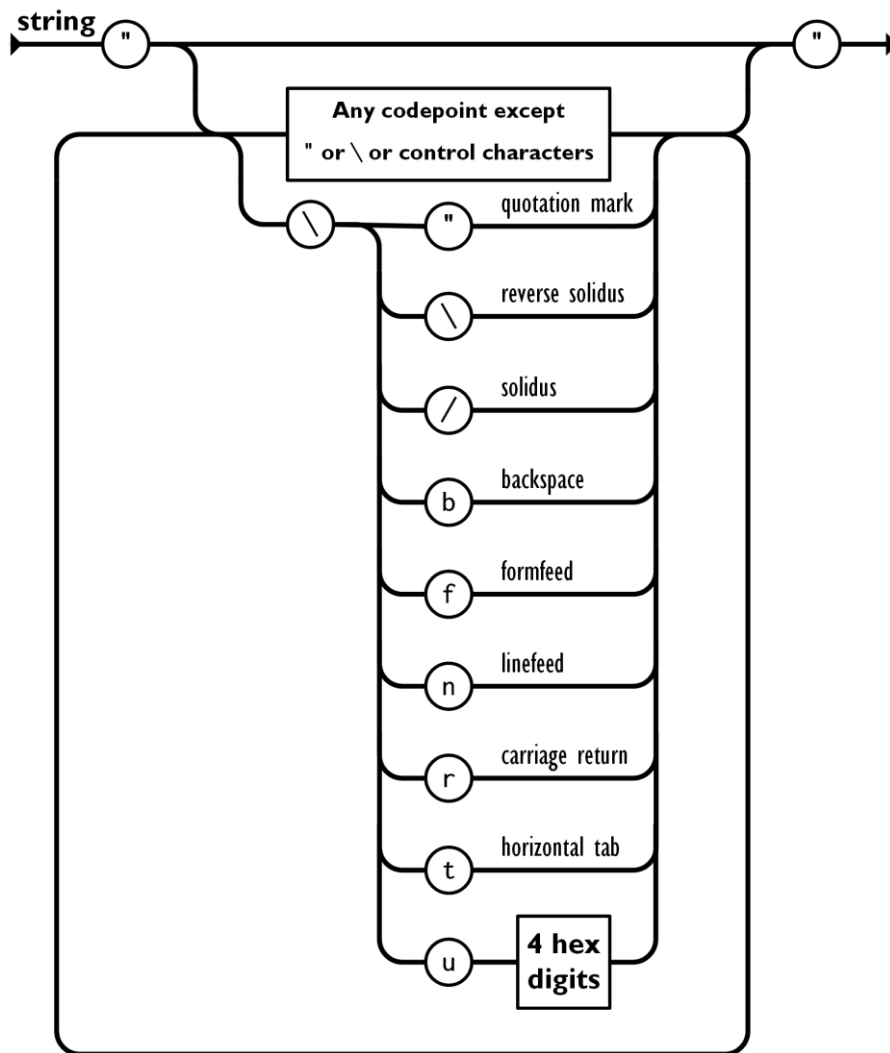 string
" "
Any codepoint except
" or \ or control characters
\ " quotation mark
\ reverse solidus
/ solidus
b backspace
f formfeed
n linefeed
r carriage return
t horizontal tab
u 4 hex
digits